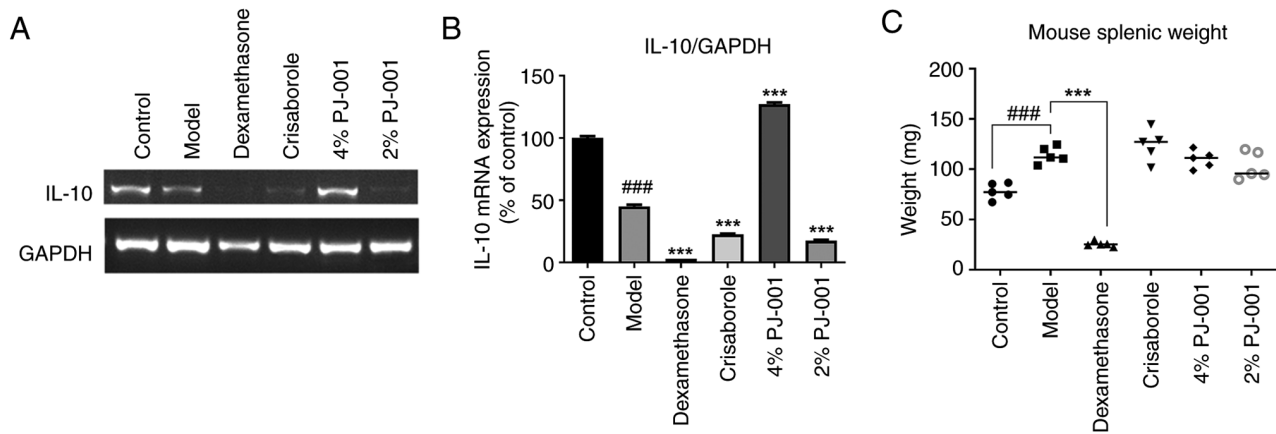 A
Control
Model
Dexamethasone
Crisaborole
4% PJ-001
2% PJ-001
IL-10
GAPDH
B
IL-10/GAPDH
IL-10 mRNA expression
(% of control)
150
100
50
0
###
***
***
***
***
Control
Model
Dexamethasone
Crisaborole
4% PJ-001
2% PJ-001
C
Mouse splenic weight
Weight (mg)
200
150
100
50
0
###
***
Control
Model
Dexamethasone
Crisaborole
4% PJ-001
2% PJ-001